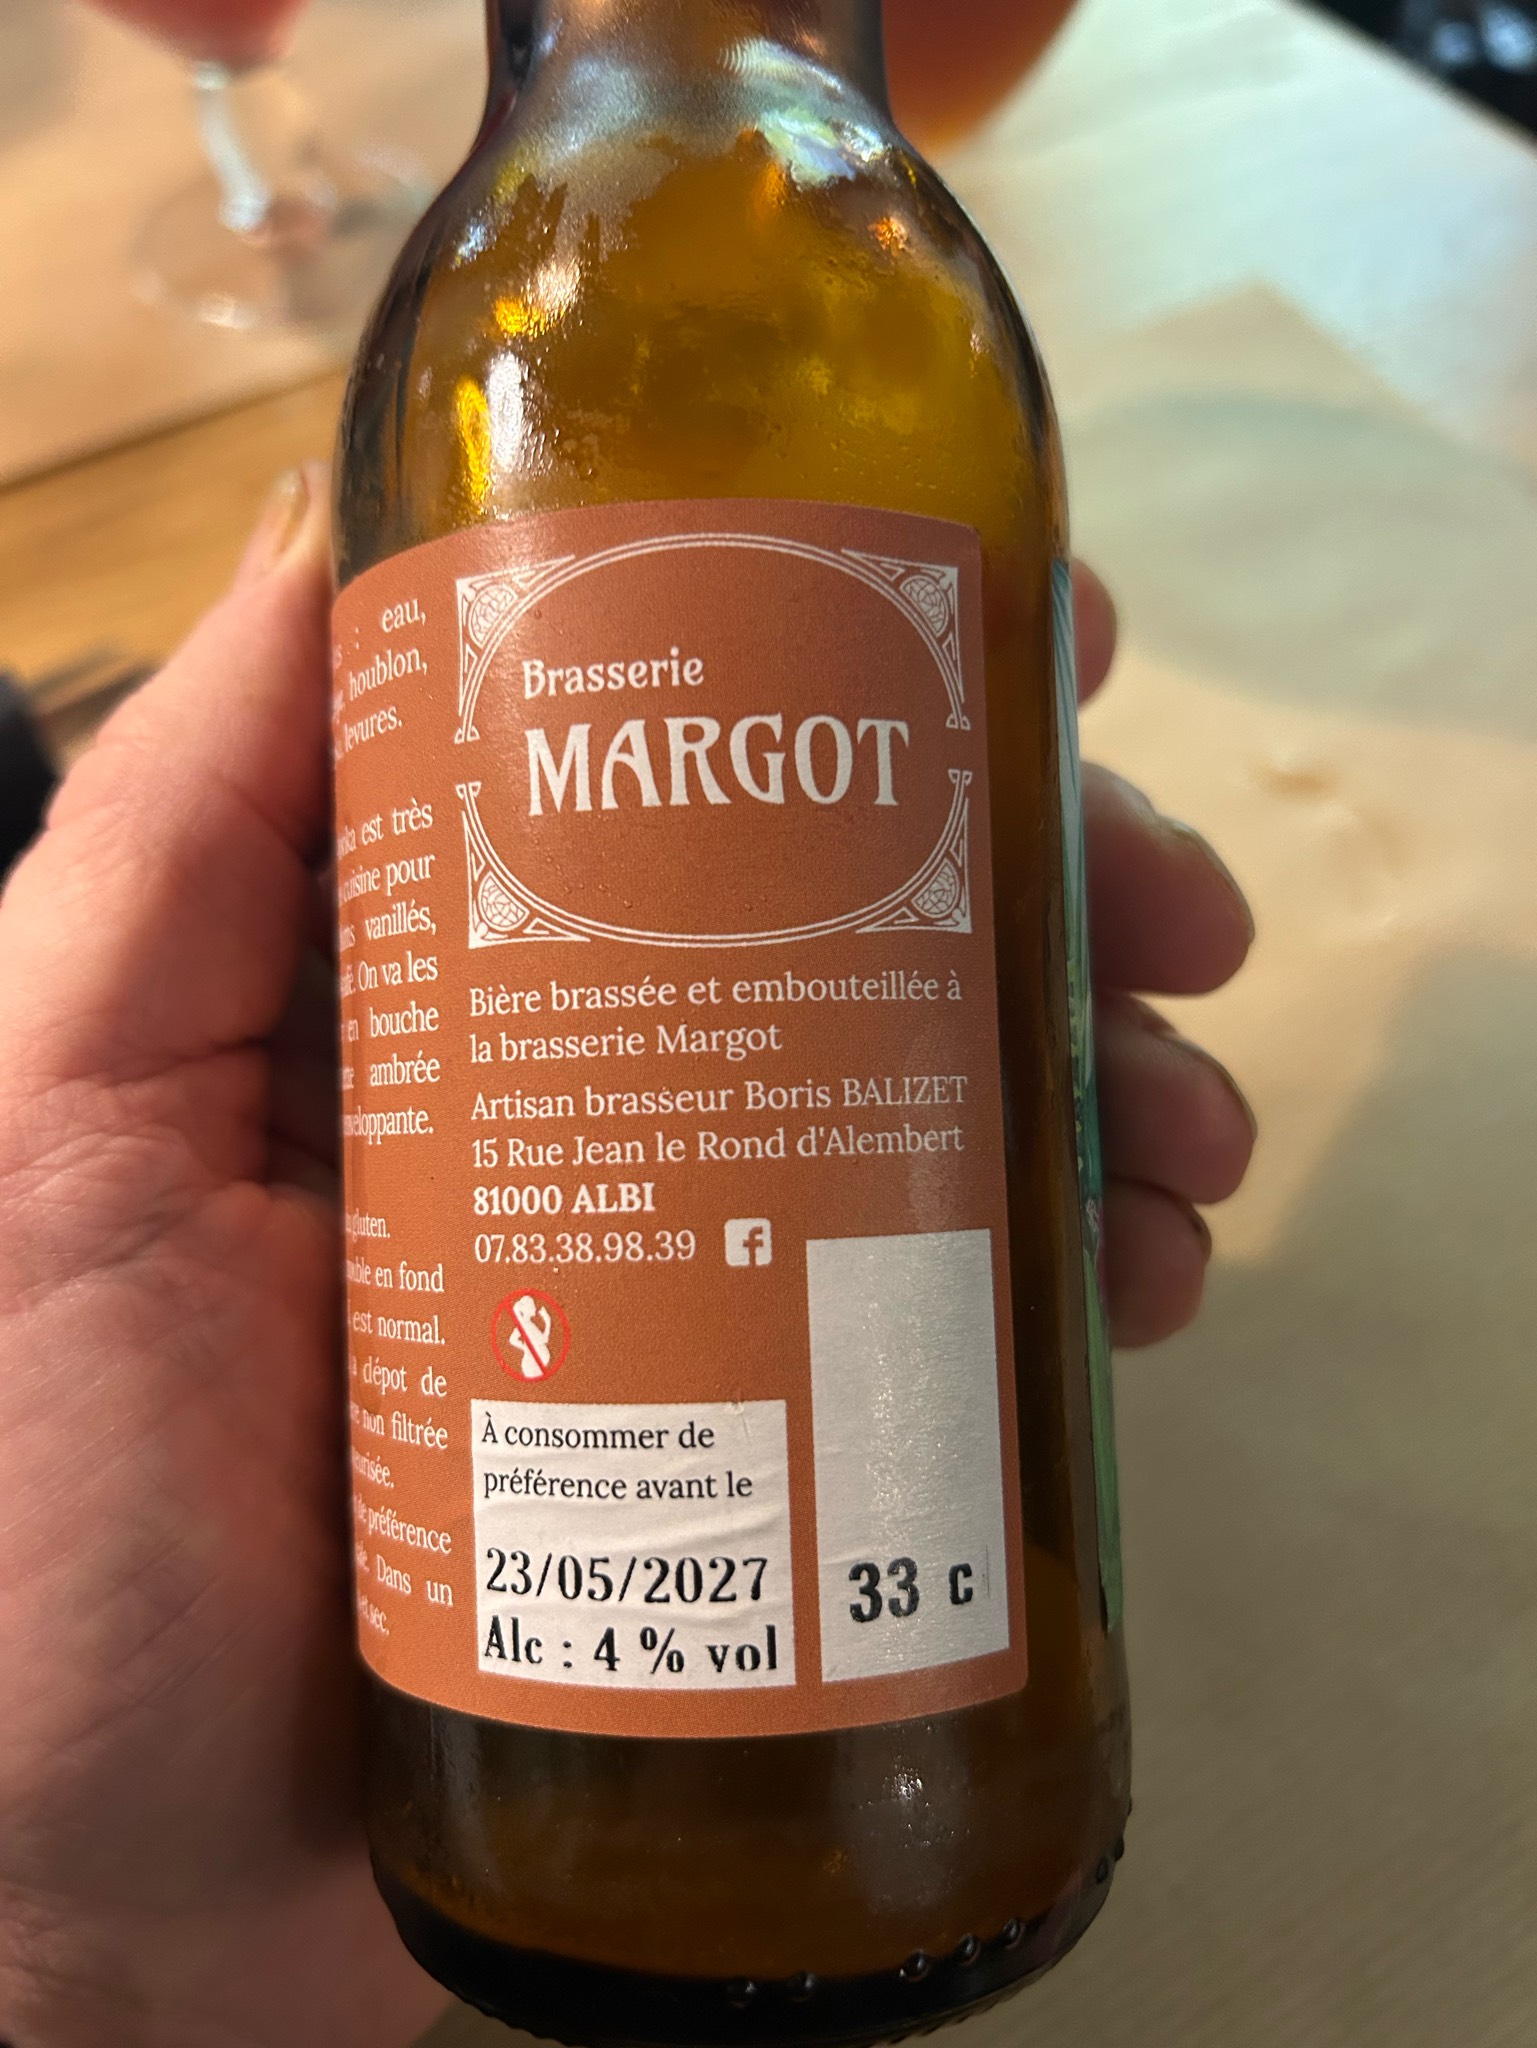 : eau,
houblon,
levures.
est très
cuisine pour
vanillés,
On va les
en bouche
ambrée
gluten.
en fond
est normal.
dépot de
non filtrée
préférence
Dans un
sec.
Brasserie
MARGOT
Bière brassée et embouteillée à
la brasserie Margot
Artisan brasseur Boris BALIZET
15 Rue Jean le Rond d'Alembert
81000 ALBI
07.83.38.98.39 f
À consommer de
préférence avant le
23/05/2027
Alc : 4 % vol
33 c